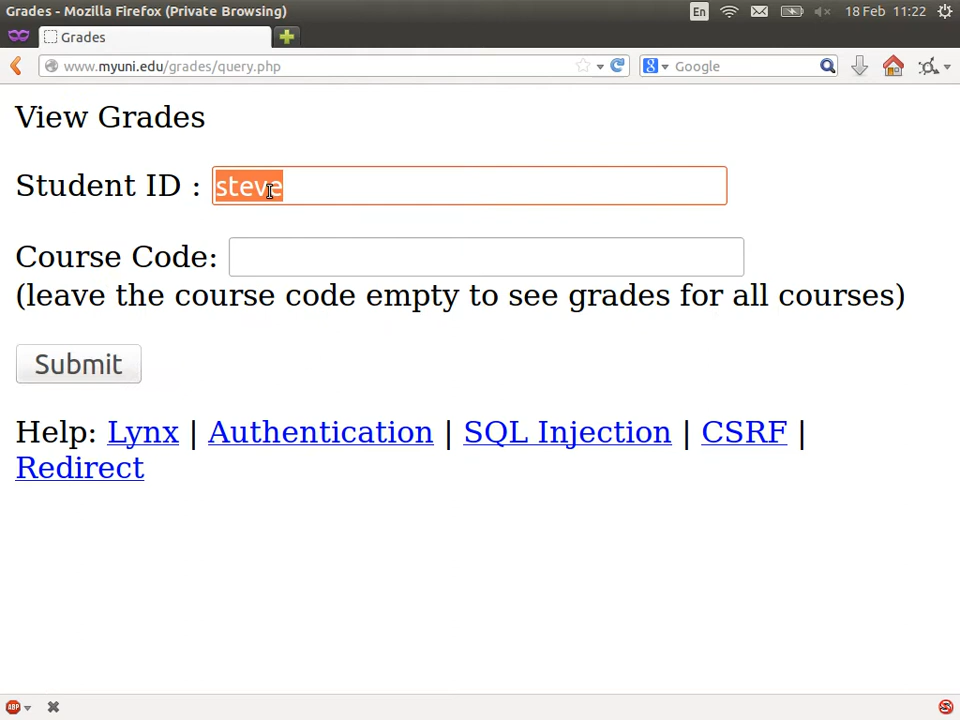 Grades - Mozilla Firefox (Private Browsing)
En
18 Feb 11:22
Grades
www.myuni.edu/grades/query.php
8
Google
View Grades
Student ID : steve
Course Code:
(leave the course code empty to see grades for all courses)
Submit
Help: Lynx | Authentication | SQL Injection | CSRF |
Redirect
ABP